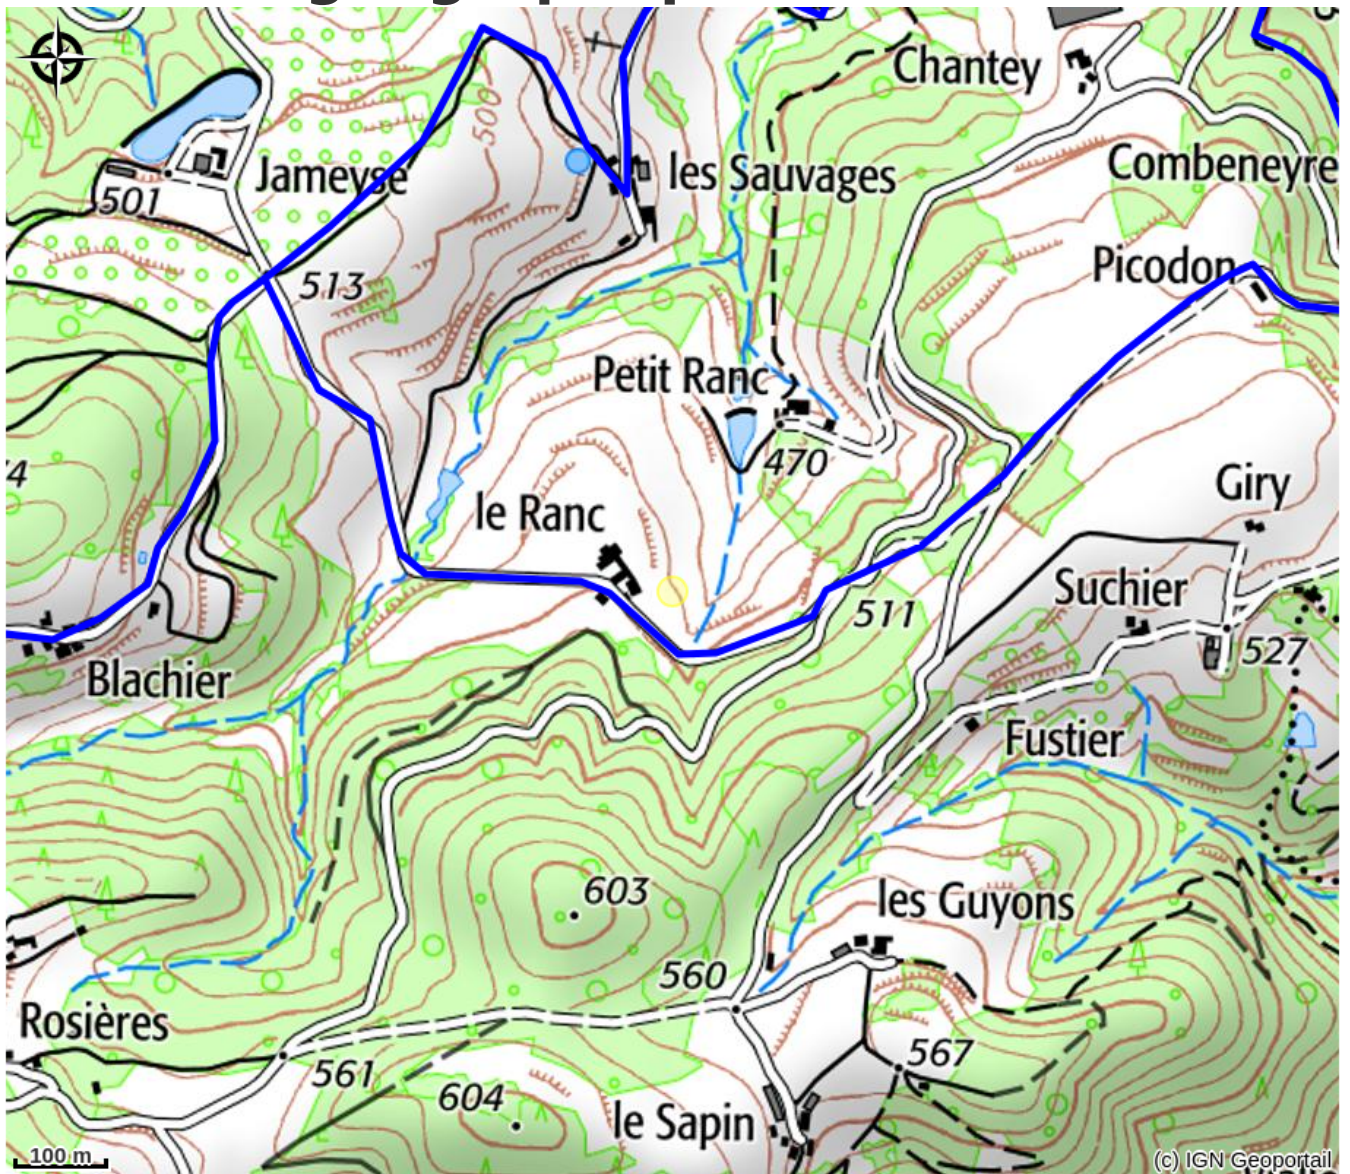 Chantey
Combeneyre
Jameyse
les Sauvages
501
500
Picodon
513
Petit Ranc
4
470
Giry
le Ranc
Suchier
511
527
Blachier
Fustier
603
les Guyons
560
Rosières
561
567
604
le Sapin
100 m
(c) IGN Geoportail